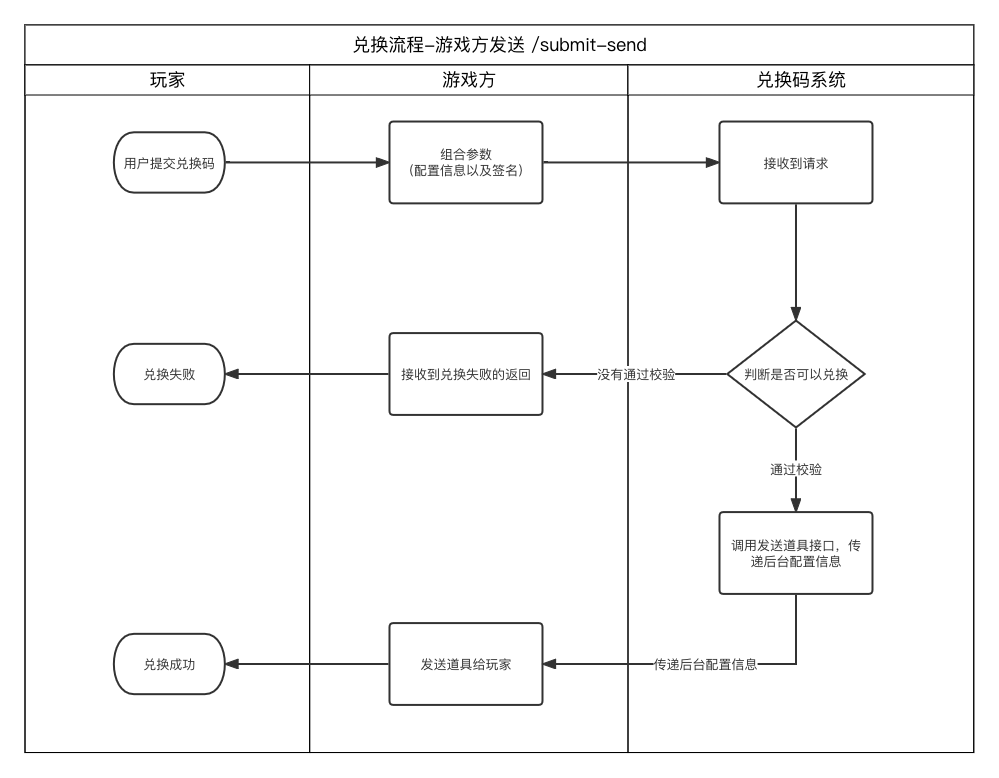 兑换流程-游戏方发送 /submit-send
玩家
游戏方
兑换码系统
用户提交兑换码
组合参数
（配置信息以及签名）
接收到请求
兑换失败
接收到兑换失败的返回
没有通过校验
判断是否可以兑换
通过校验
调用发送道具接口，传
递后台配置信息
兑换成功
发送道具给玩家
传递后台配置信息